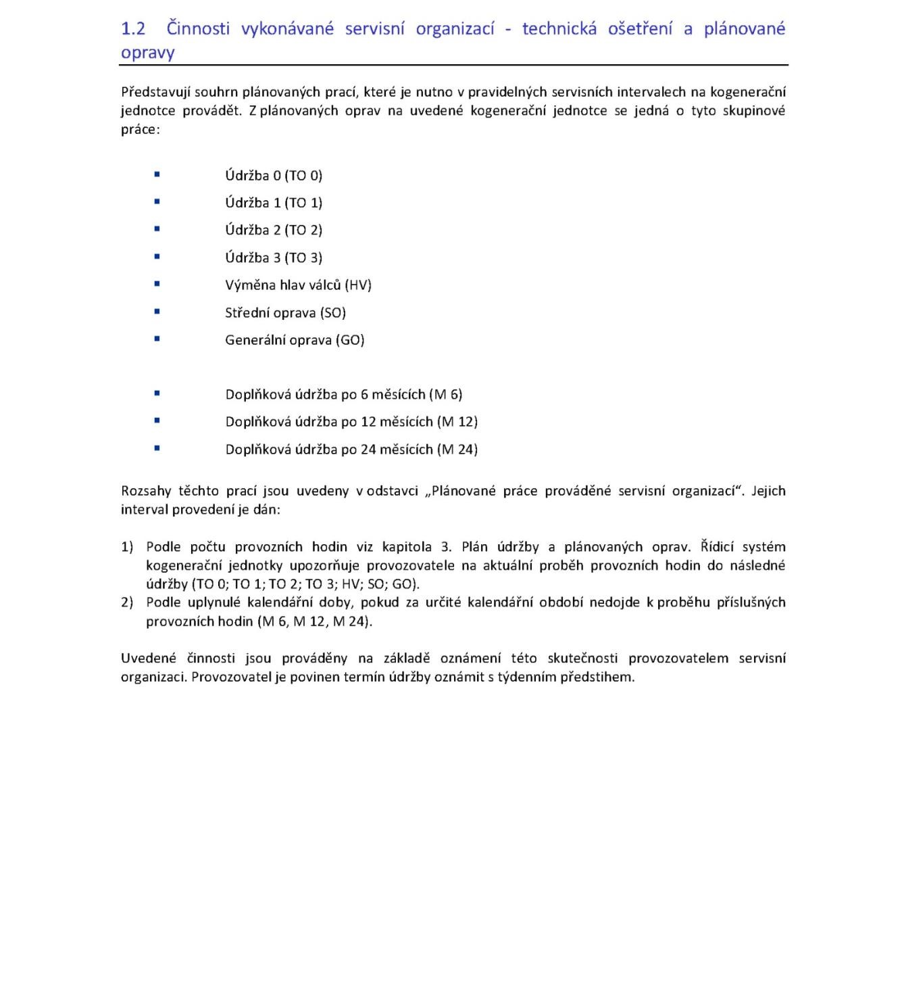 1.2 Činnosti vykonávané servisní organizací - technická ošetření a plánované
opravy
Představují souhrn plánovaných prací, které je nutno v pravidelných servisních intervalech na kogenerační
jednotce provádět. Z plánovaných oprav na uvedené kogenerační jednotce se jedná o tyto skupinové
práce:
▪ Údržba 0 (TO 0)
▪ Údržba 1 (TO 1)
▪ Údržba 2 (TO 2)
▪ Údržba 3 (TO 3)
▪ Výměna hlav válců (HV)
▪ Střední oprava (SO)
▪ Generální oprava (GO)
▪ Doplňková údržba po 6 měsících (M 6)
▪ Doplňková údržba po 12 měsících (M 12)
▪ Doplňková údržba po 24 měsících (M 24)
Rozsahy těchto prací jsou uvedeny v odstavci „Plánované práce prováděné servisní organizací“. Jejich
interval provedení je dán:
1) Podle počtu provozních hodin viz kapitola 3. Plán údržby a plánovaných oprav. Řídicí systém
kogenerační jednotky upozorňuje provozovatele na aktuální proběh provozních hodin do následné
údržby (TO 0; TO 1; TO 2; TO 3; HV; SO; GO).
2) Podle uplynulé kalendářní doby, pokud za určité kalendářní období nedojde k proběhu příslušných
provozních hodin (M 6, M 12, M 24).
Uvedené činnosti jsou prováděny na základě oznámení této skutečnosti provozovatelem servisní
organizaci. Provozovatel je povinen termín údržby oznámit s týdenním předstihem.